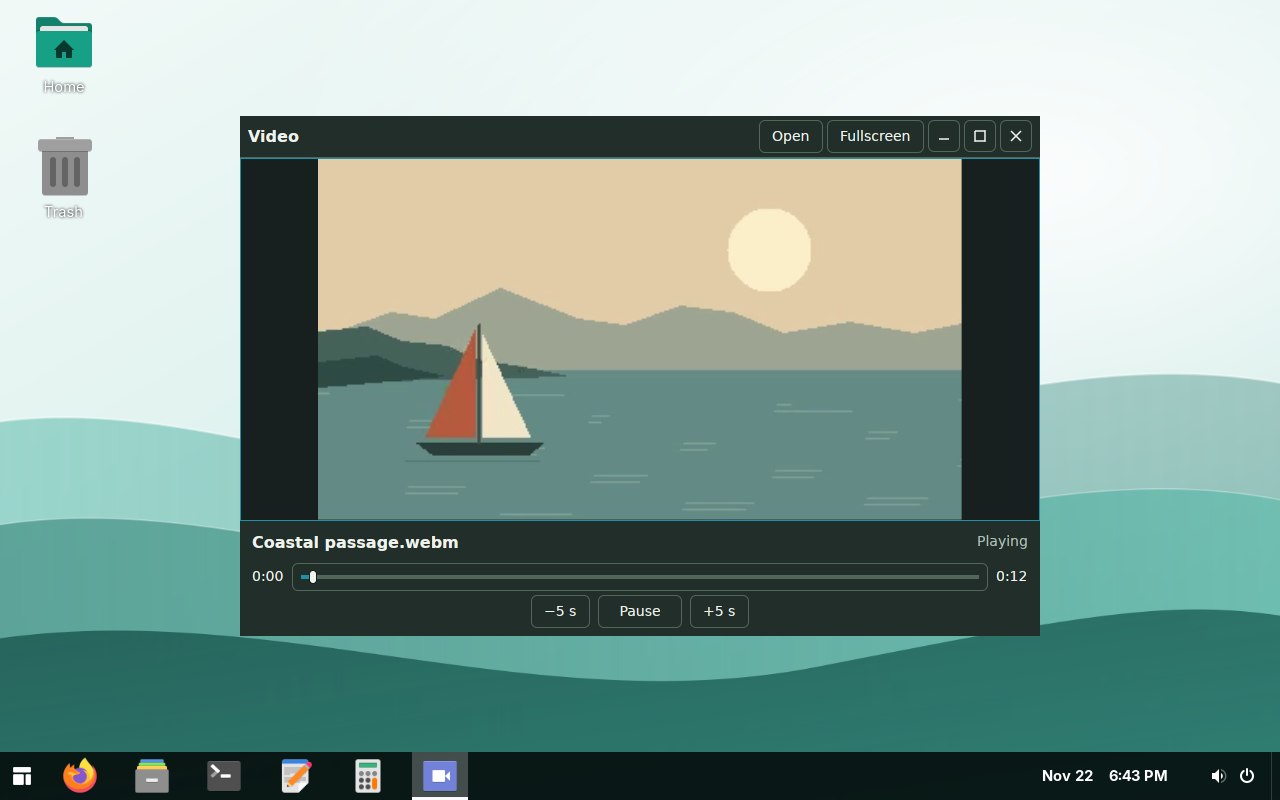 Home
Trash
Video
Open Fullscreen
Coastal passage.webm
Playing
0:00
0:12
−5 s Pause +5 s
Nov 22 6:43 PM